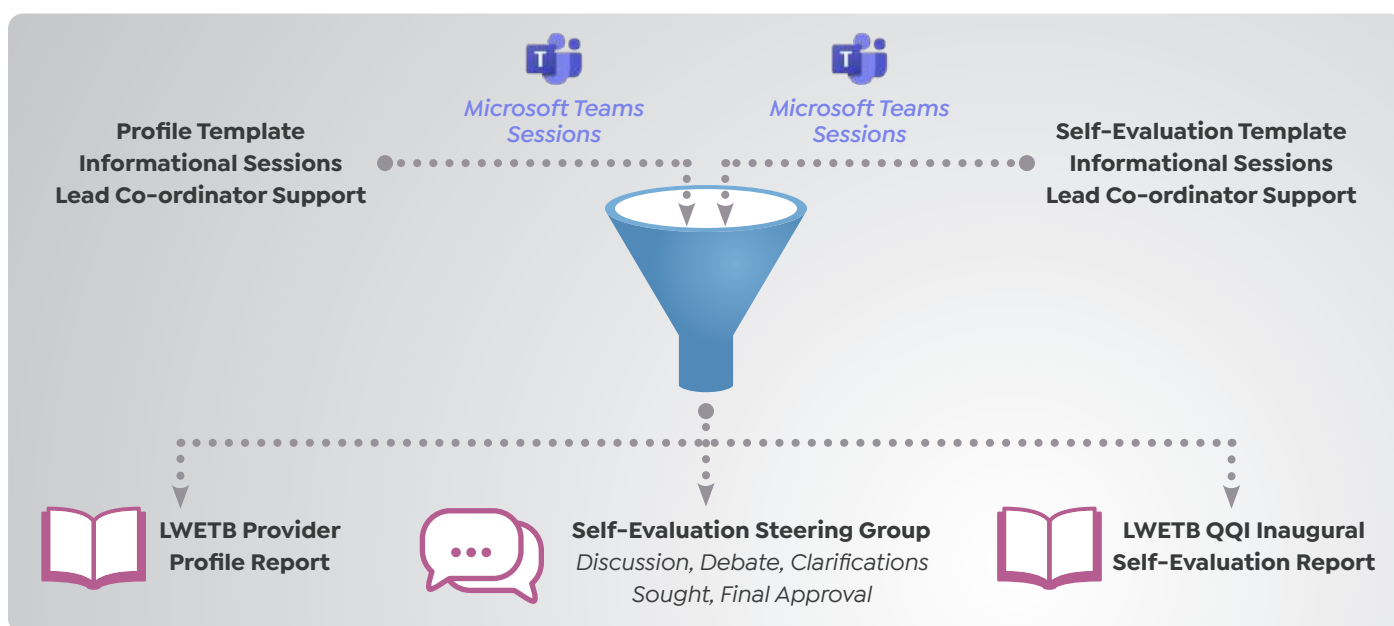 Microsoft Teams
Sessions
Microsoft Teams
Sessions
Profile Template
Informational Sessions
Lead Co-ordinator Support
Self-Evaluation Template
Informational Sessions
Lead Co-ordinator Support
LWETB Provider
Profile Report
Self-Evaluation Steering Group
Discussion, Debate, Clarifications
Sought, Final Approval
LWETB QQI Inaugural
Self-Evaluation Report